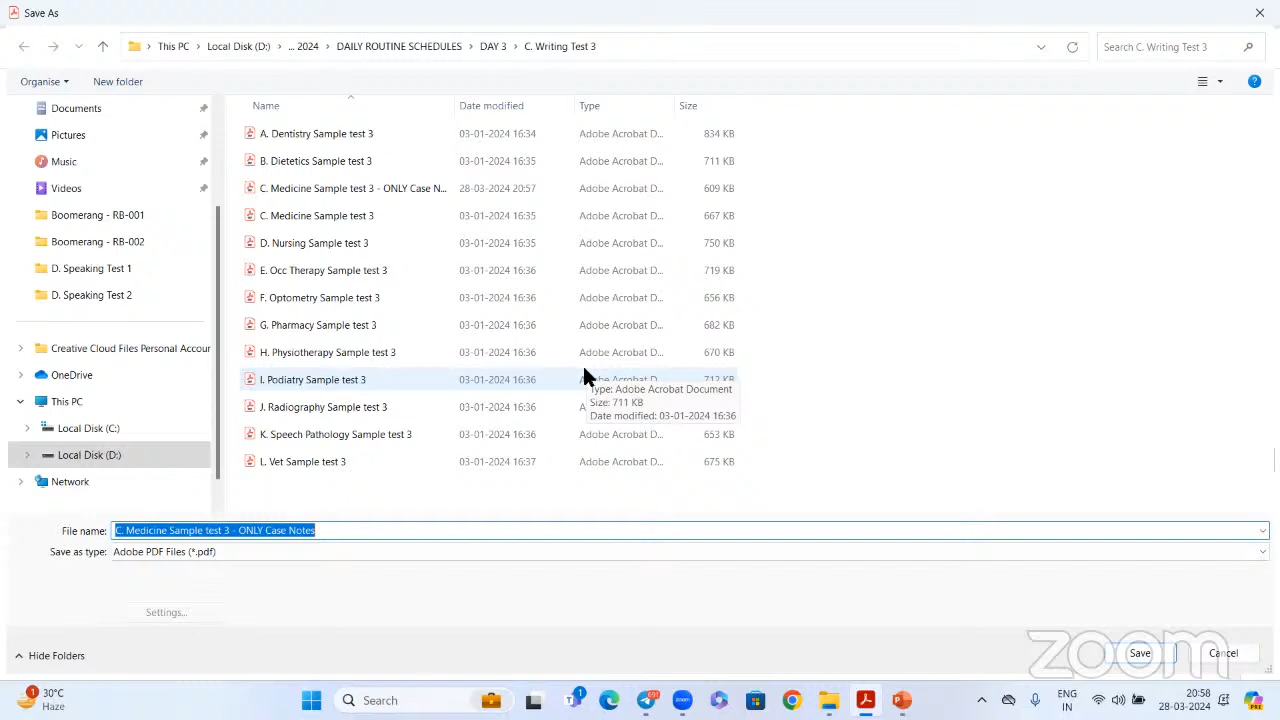 Save As
This PC > Local Disk (D:) > ... 2024 > DAILY ROUTINE SCHEDULES > DAY 3 > C. Writing Test 3
Search C. Writing Test 3
Organise New folder
Name Date modified Type Size
Documents
Pictures
Music
Videos
Boomerang - RB-001
Boomerang - RB-002
D. Speaking Test 1
D. Speaking Test 2
Creative Cloud Files Personal Accour
OneDrive
This PC
Local Disk (C:)
Local Disk (D:)
Network
A. Dentistry Sample test 3 03-01-2024 16:34 Adobe Acrobat D... 834 KB
B. Dietetics Sample test 3 03-01-2024 16:35 Adobe Acrobat D... 711 KB
C. Medicine Sample test 3 - ONLY Case N... 28-03-2024 20:57 Adobe Acrobat D... 609 KB
C. Medicine Sample test 3 03-01-2024 16:35 Adobe Acrobat D... 667 KB
D. Nursing Sample test 3 03-01-2024 16:35 Adobe Acrobat D... 750 KB
E. Occ Therapy Sample test 3 03-01-2024 16:36 Adobe Acrobat D... 719 KB
F. Optometry Sample test 3 03-01-2024 16:36 Adobe Acrobat D... 656 KB
G. Pharmacy Sample test 3 03-01-2024 16:36 Adobe Acrobat D... 682 KB
H. Physiotherapy Sample test 3 03-01-2024 16:36 Adobe Acrobat D... 670 KB
I. Podiatry Sample test 3 03-01-2024 16:36 Adobe Acrobat D... 712 KB
Type: Adobe Acrobat Document
Size: 711 KB
Date modified: 03-01-2024 16:36
J. Radiography Sample test 3 03-01-2024 16:36
K. Speech Pathology Sample test 3 03-01-2024 16:36 Adobe Acrobat D... 653 KB
L. Vet Sample test 3 03-01-2024 16:37 Adobe Acrobat D... 675 KB
File name: C. Medicine Sample test 3 - ONLY Case Notes
Save as type: Adobe PDF Files (*.pdf)
Settings...
Hide Folders
Save Cancel
zoom
1 30°C
Haze
Search
1
zoom
ENG
IN
20:58
28-03-2024
PRE